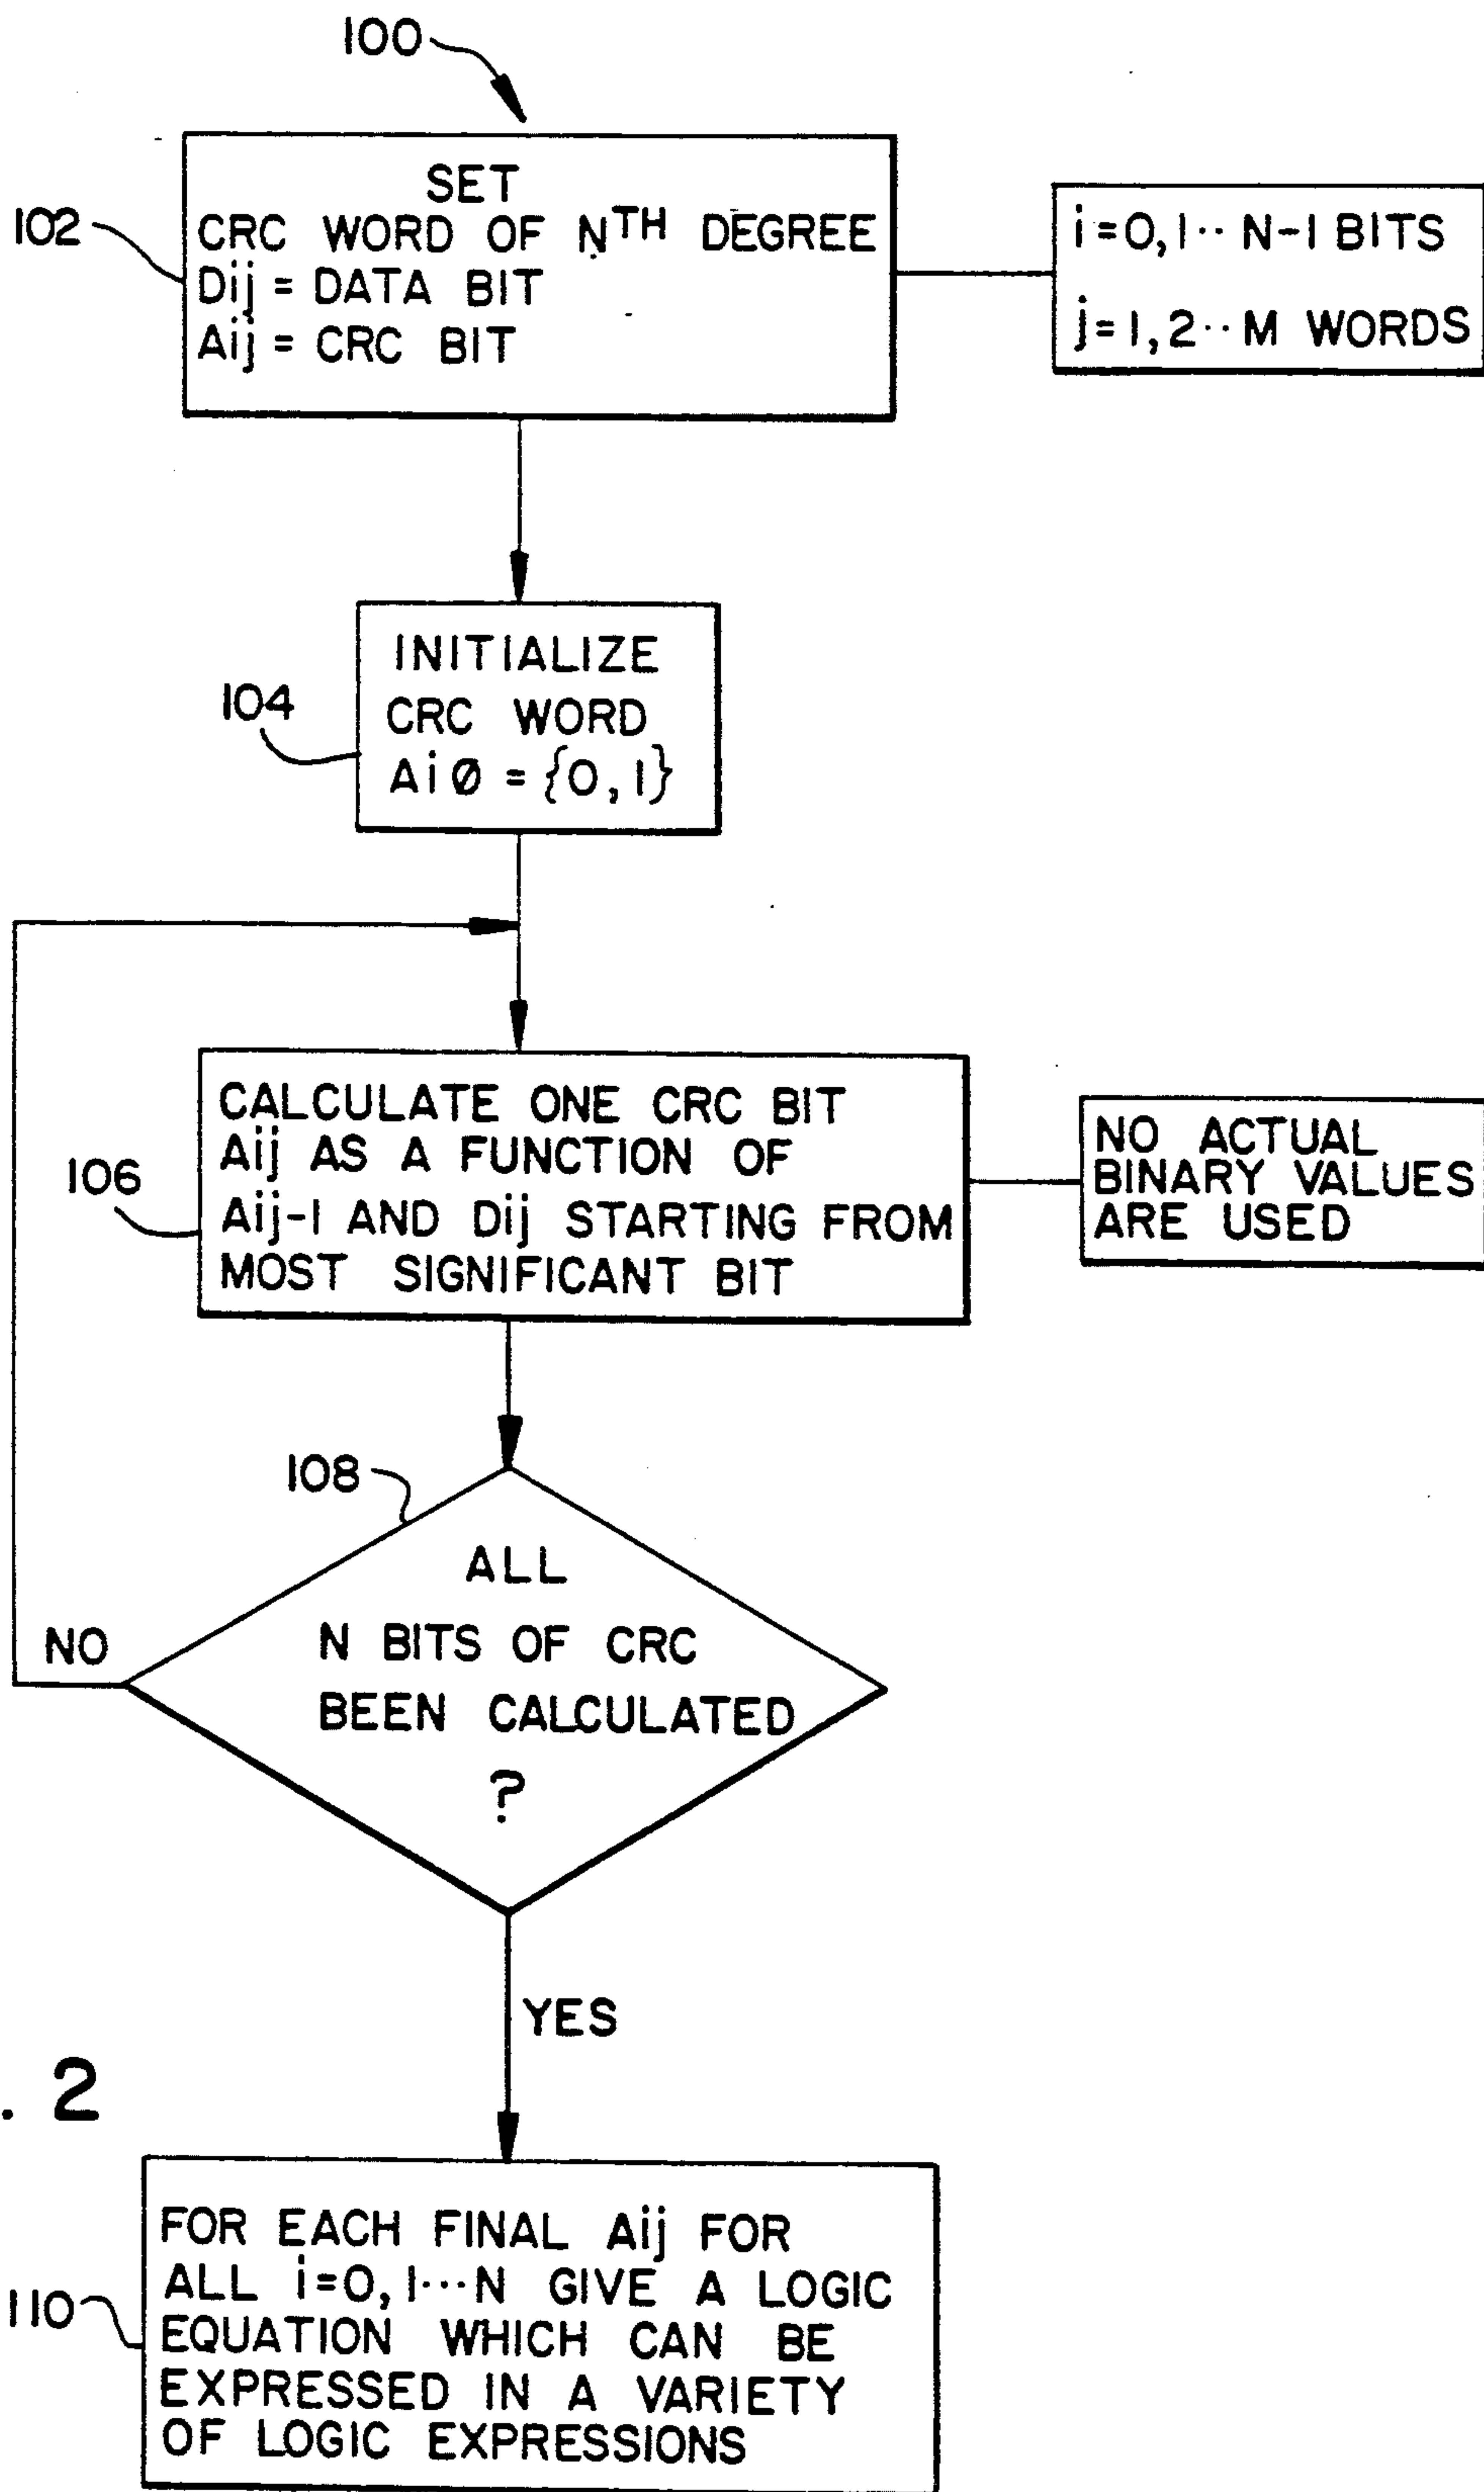 100
102
SET
CRC WORD OF NTH DEGREE
Dij = DATA BIT
Aij = CRC BIT
i=0,1·· N-1 BITS
j=1,2·· M WORDS
104
INITIALIZE
CRC WORD
AiØ = {0,1}
106
CALCULATE ONE CRC BIT
Aij AS A FUNCTION OF
Aij-1 AND Dij STARTING FROM
MOST SIGNIFICANT BIT
NO ACTUAL
BINARY VALUES
ARE USED
108
ALL
N BITS OF CRC
BEEN CALCULATED
?
NO
YES
. 2
110
FOR EACH FINAL Aij FOR
ALL i=0,1···N GIVE A LOGIC
EQUATION WHICH CAN BE
EXPRESSED IN A VARIETY
OF LOGIC EXPRESSIONS